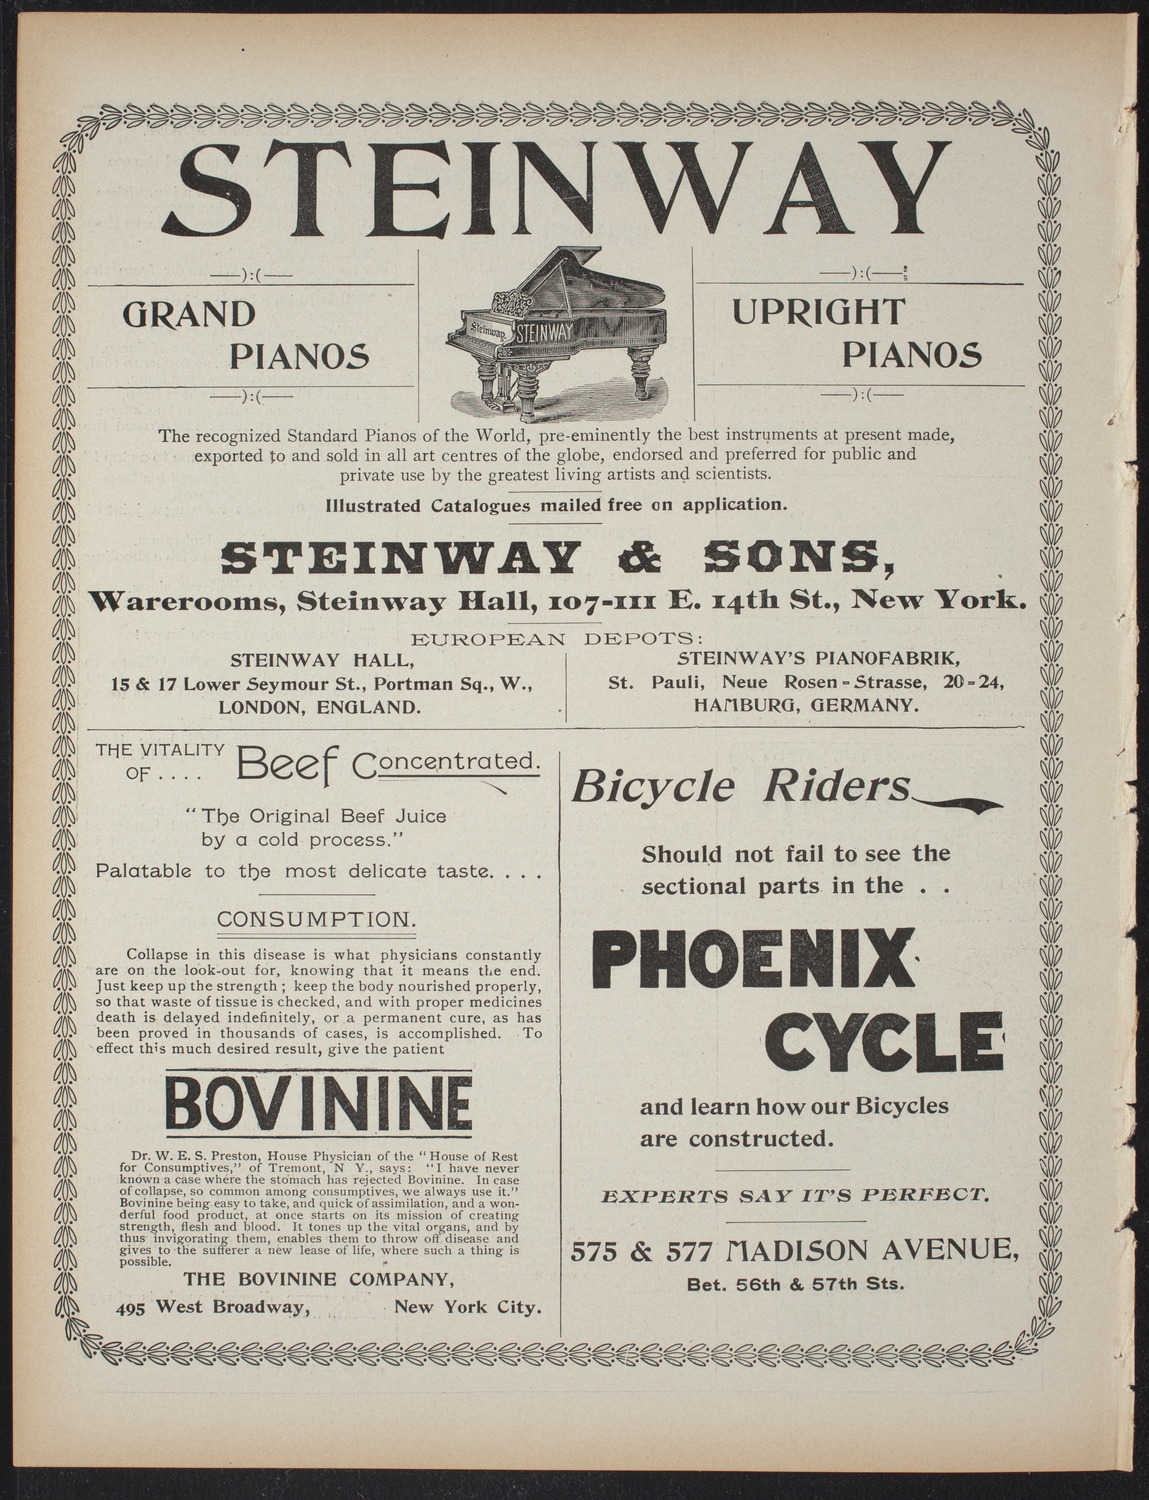 STEINWAY
——):(——
GRAND
PIANOS
——):(——
Steinway
STEINWAY
——):(——
UPRIGHT
PIANOS
——):(——
The recognized Standard Pianos of the World, pre-eminently the best instruments at present made,
exported to and sold in all art centres of the globe, endorsed and preferred for public and
private use by the greatest living artists and scientists.
Illustrated Catalogues mailed free on application.
STEINWAY & SONS,
Warerooms, Steinway Hall, 107-111 E. 14th St., New York.
EUROPEAN DEPOTS:
STEINWAY HALL,
15 & 17 Lower Seymour St., Portman Sq., W.,
LONDON, ENGLAND.
STEINWAY'S PIANOFABRIK,
St. Pauli, Neue Rosen-Strasse, 20-24,
HAMBURG, GERMANY.
THE VITALITY
OF . . . .
Beef Concentrated.
"The Original Beef Juice
by a cold process."
Palatable to the most delicate taste. . . .
CONSUMPTION.
Collapse in this disease is what physicians constantly
are on the look-out for, knowing that it means the end.
Just keep up the strength ; keep the body nourished properly,
so that waste of tissue is checked, and with proper medicines
death is delayed indefinitely, or a permanent cure, as has
been proved in thousands of cases, is accomplished. To
effect this much desired result, give the patient
BOVININE
Dr. W. E. S. Preston, House Physician of the "House of Rest
for Consumptives," of Tremont, N Y., says: "I have never
known a case where the stomach has rejected Bovinine. In case
of collapse, so common among consumptives, we always use it."
Bovinine being easy to take, and quick of assimilation, and a won-
derful food product, at once starts on its mission of creating
strength, flesh and blood. It tones up the vital organs, and by
thus invigorating them, enables them to throw off disease and
gives to the sufferer a new lease of life, where such a thing is
possible.
THE BOVININE COMPANY,
495 West Broadway, New York City.
Bicycle Riders
Should not fail to see the
sectional parts in the . .
PHOENIX
CYCLE
and learn how our Bicycles
are constructed.
EXPERTS SAY IT'S PERFECT.
575 & 577 MADISON AVENUE,
Bet. 56th & 57th Sts.